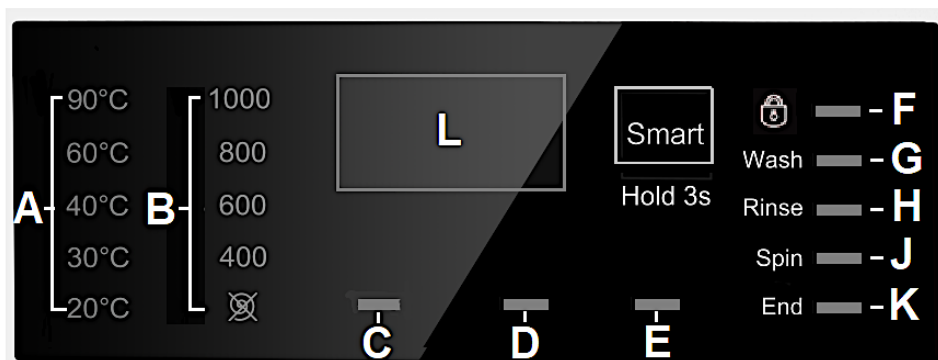 A
90°C
60°C
40°C
30°C
20°C
B
1000
800
600
400
L
Smart
Hold 3s
F
Wash G
Rinse H
Spin J
End K
C D E